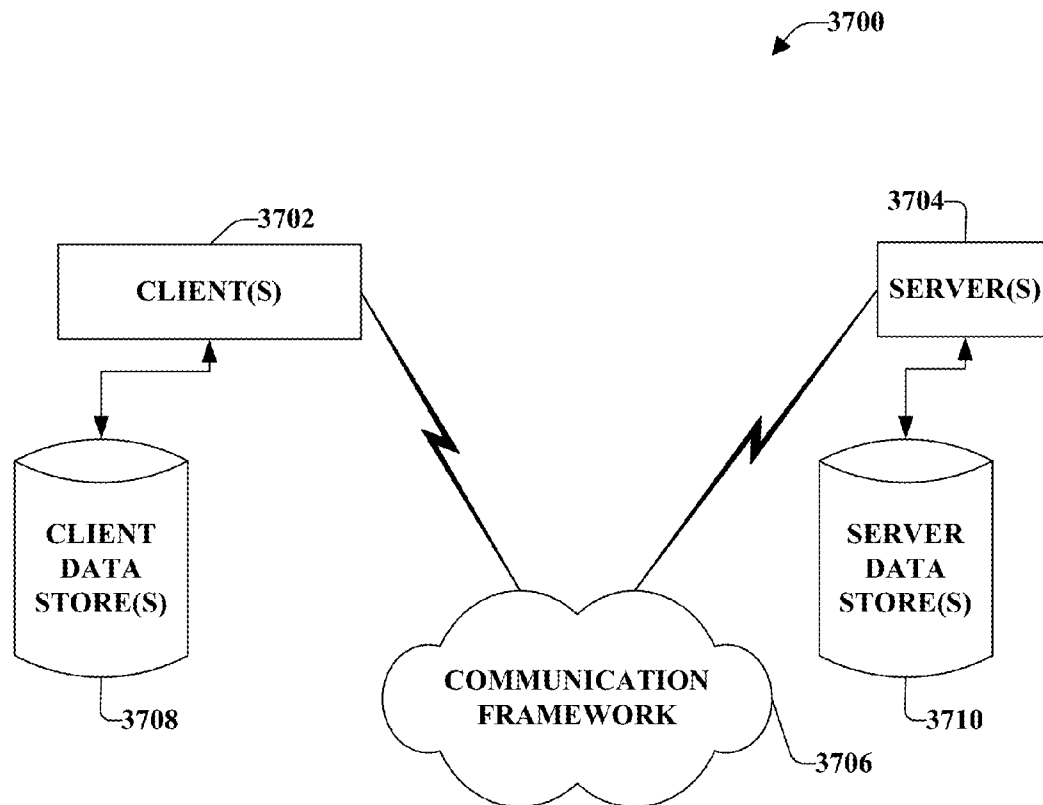 3700
3702
3704
CLIENT(S)
SERVER(S)
CLIENT
DATA
STORE(S)
SERVER
DATA
STORE(S)
COMMUNICATION
FRAMEWORK
3708
3710
3706